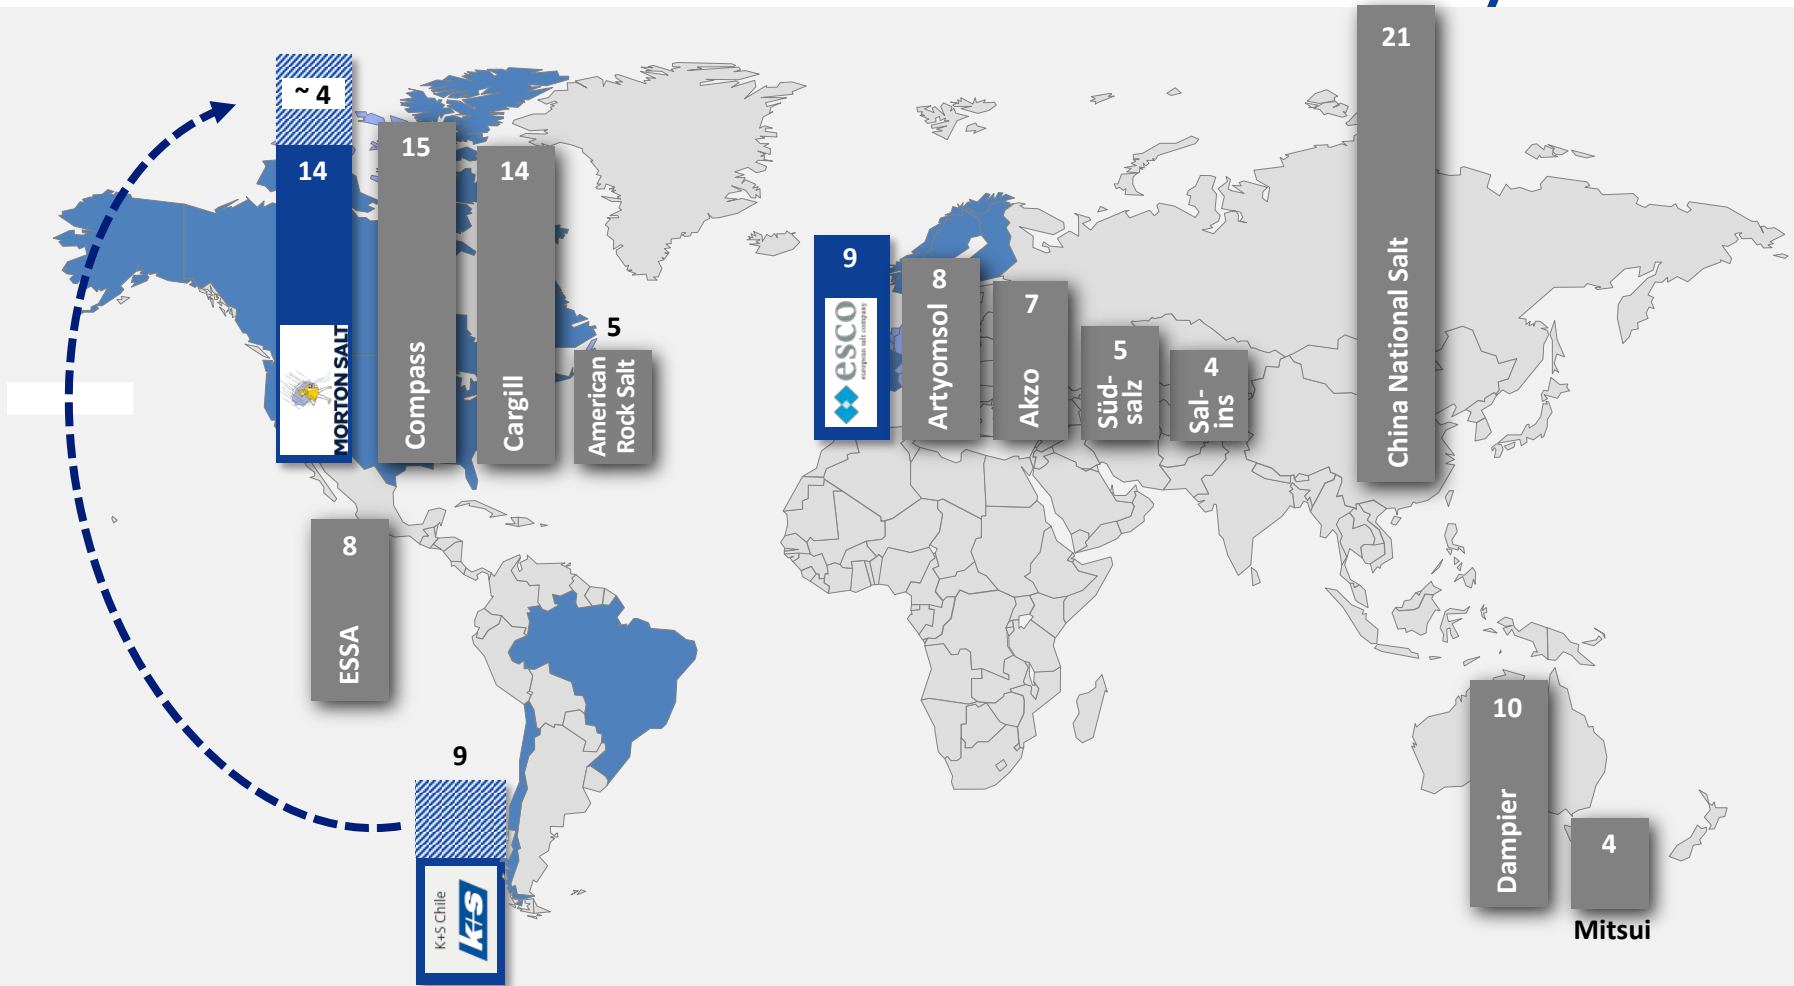 21
China National Salt
~ 4
14
MORTON SALT
15
Compass
14
Cargill
5
American
Rock Salt
9
esco
european salt company
8
Artyomsol
7
Akzo
5
Süd-
salz
4
Sal-
ins
8
ESSA
9
K+S Chile
K+S
10
Dampier
4
Mitsui